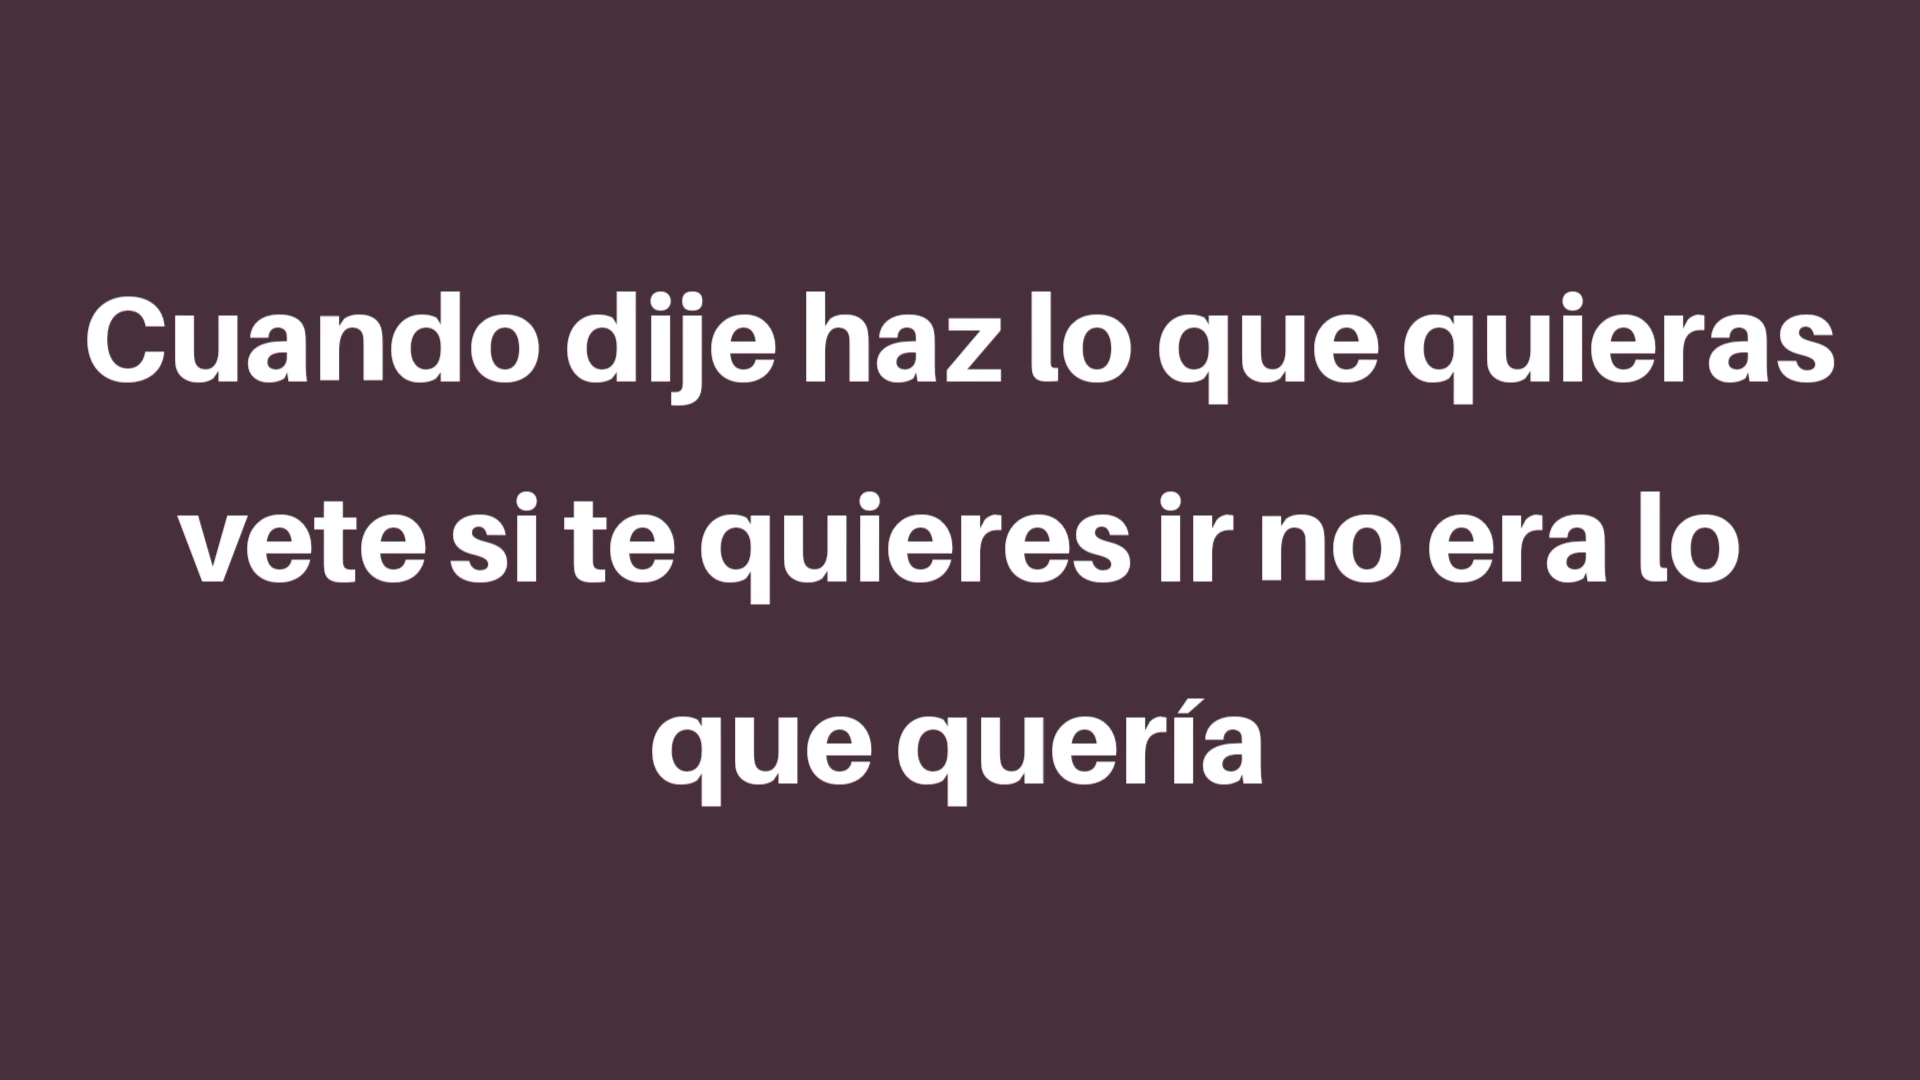 Cuando dije haz lo que quieras
vete si te quieres ir no era lo
que quería